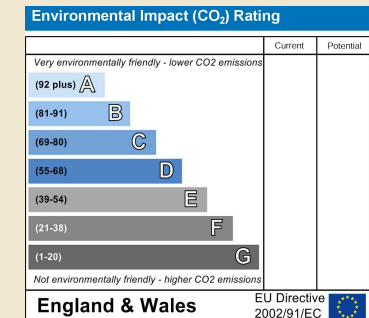 Environmental Impact (CO₂) Rating
Current Potential
Very environmentally friendly - lower CO2 emissions
(92 plus) A
(81-91) B
(69-80) C
(55-68) D
(39-54) E
(21-38) F
(1-20) G
Not environmentally friendly - higher CO2 emissions
England & Wales
EU Directive
2002/91/EC